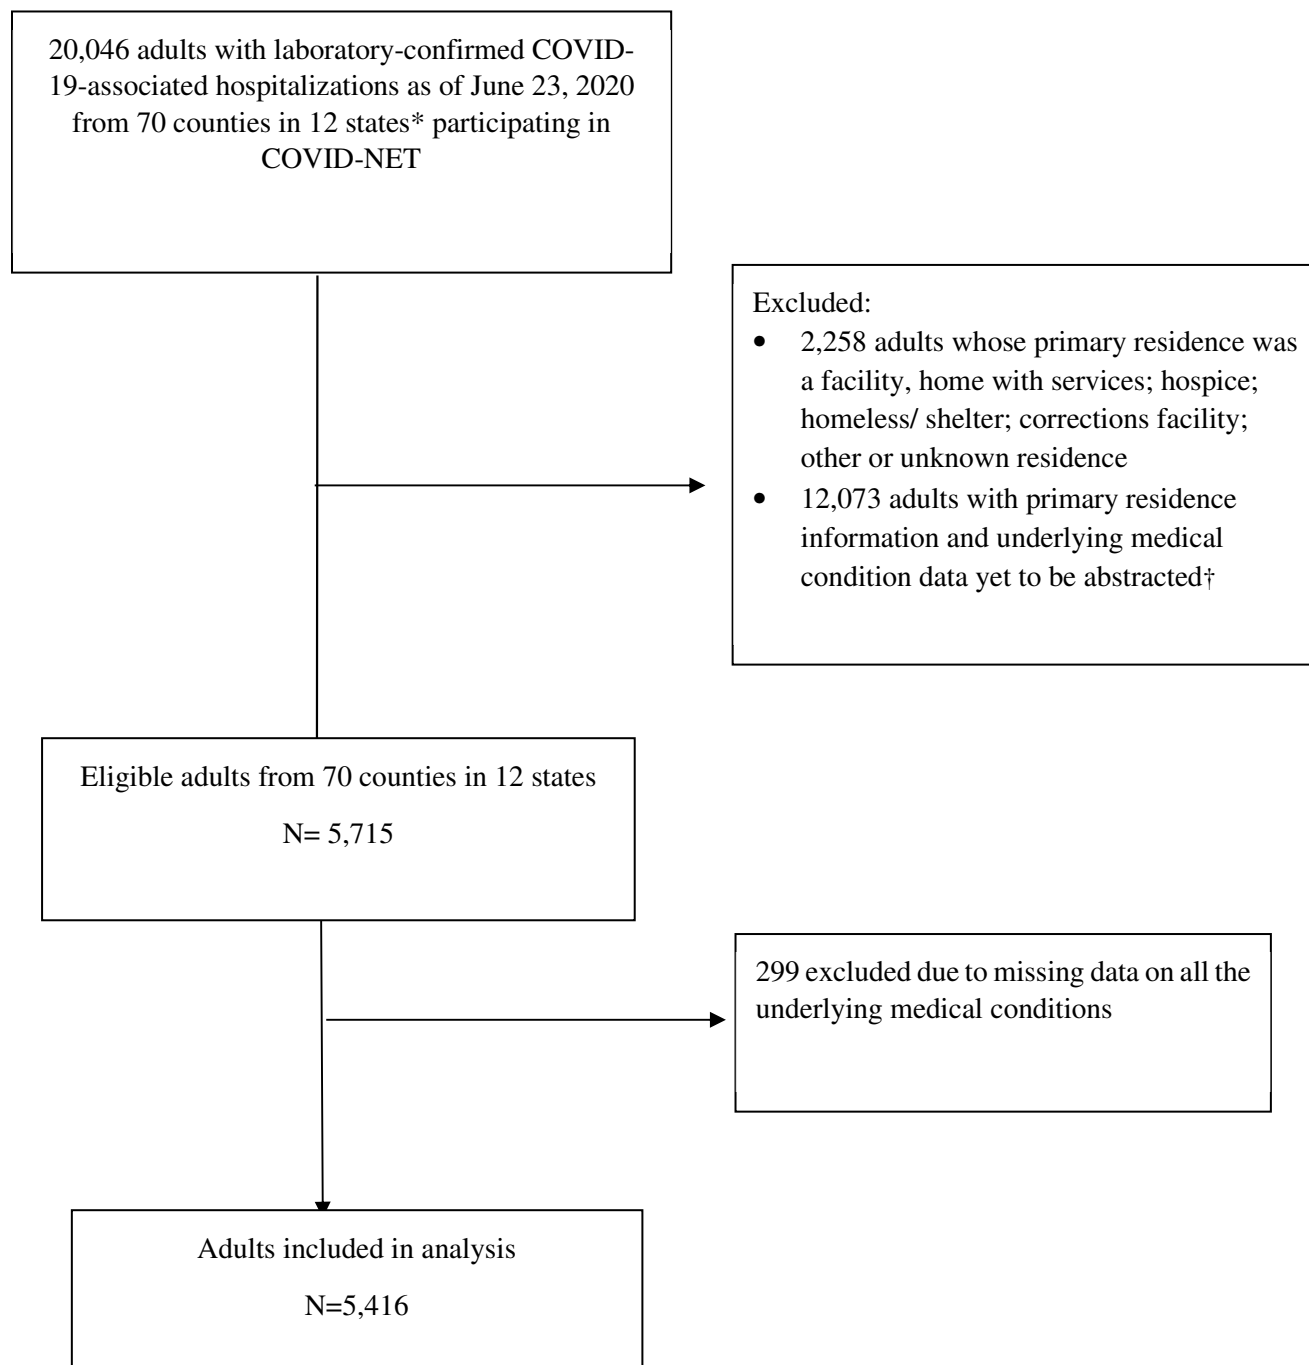 20,046 adults with laboratory-confirmed COVID-
19-associated hospitalizations as of June 23, 2020
from 70 counties in 12 states* participating in
COVID-NET
Excluded:
• 2,258 adults whose primary residence was
a facility, home with services; hospice;
homeless/ shelter; corrections facility;
other or unknown residence
• 12,073 adults with primary residence
information and underlying medical
condition data yet to be abstracted†
Eligible adults from 70 counties in 12 states
N= 5,715
299 excluded due to missing data on all the
underlying medical conditions
Adults included in analysis
N=5,416